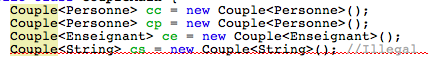 Couple<Personne> cc = new Couple<Personne>();
Couple<Personne> cp = new Couple<Personne>();
Couple<Enseignant> ce = new Couple<Enseignant>();
Couple<String> cs = new Couple<String>(); //Illegal